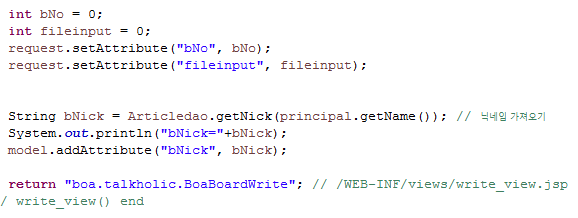 int bNo = 0;
int fileinput = 0;
request.setAttribute("bNo", bNo);
request.setAttribute("fileinput", fileinput);
String bNick = Articledao.getNick(principal.getName()); // 닉네임 가져오기
System.out.println("bNick="+bNick);
model.addAttribute("bNick", bNick);
return "boa.talkholic.BoaBoardWrite"; // /WEB-INF/views/write_view.jsp
/ write_view() end